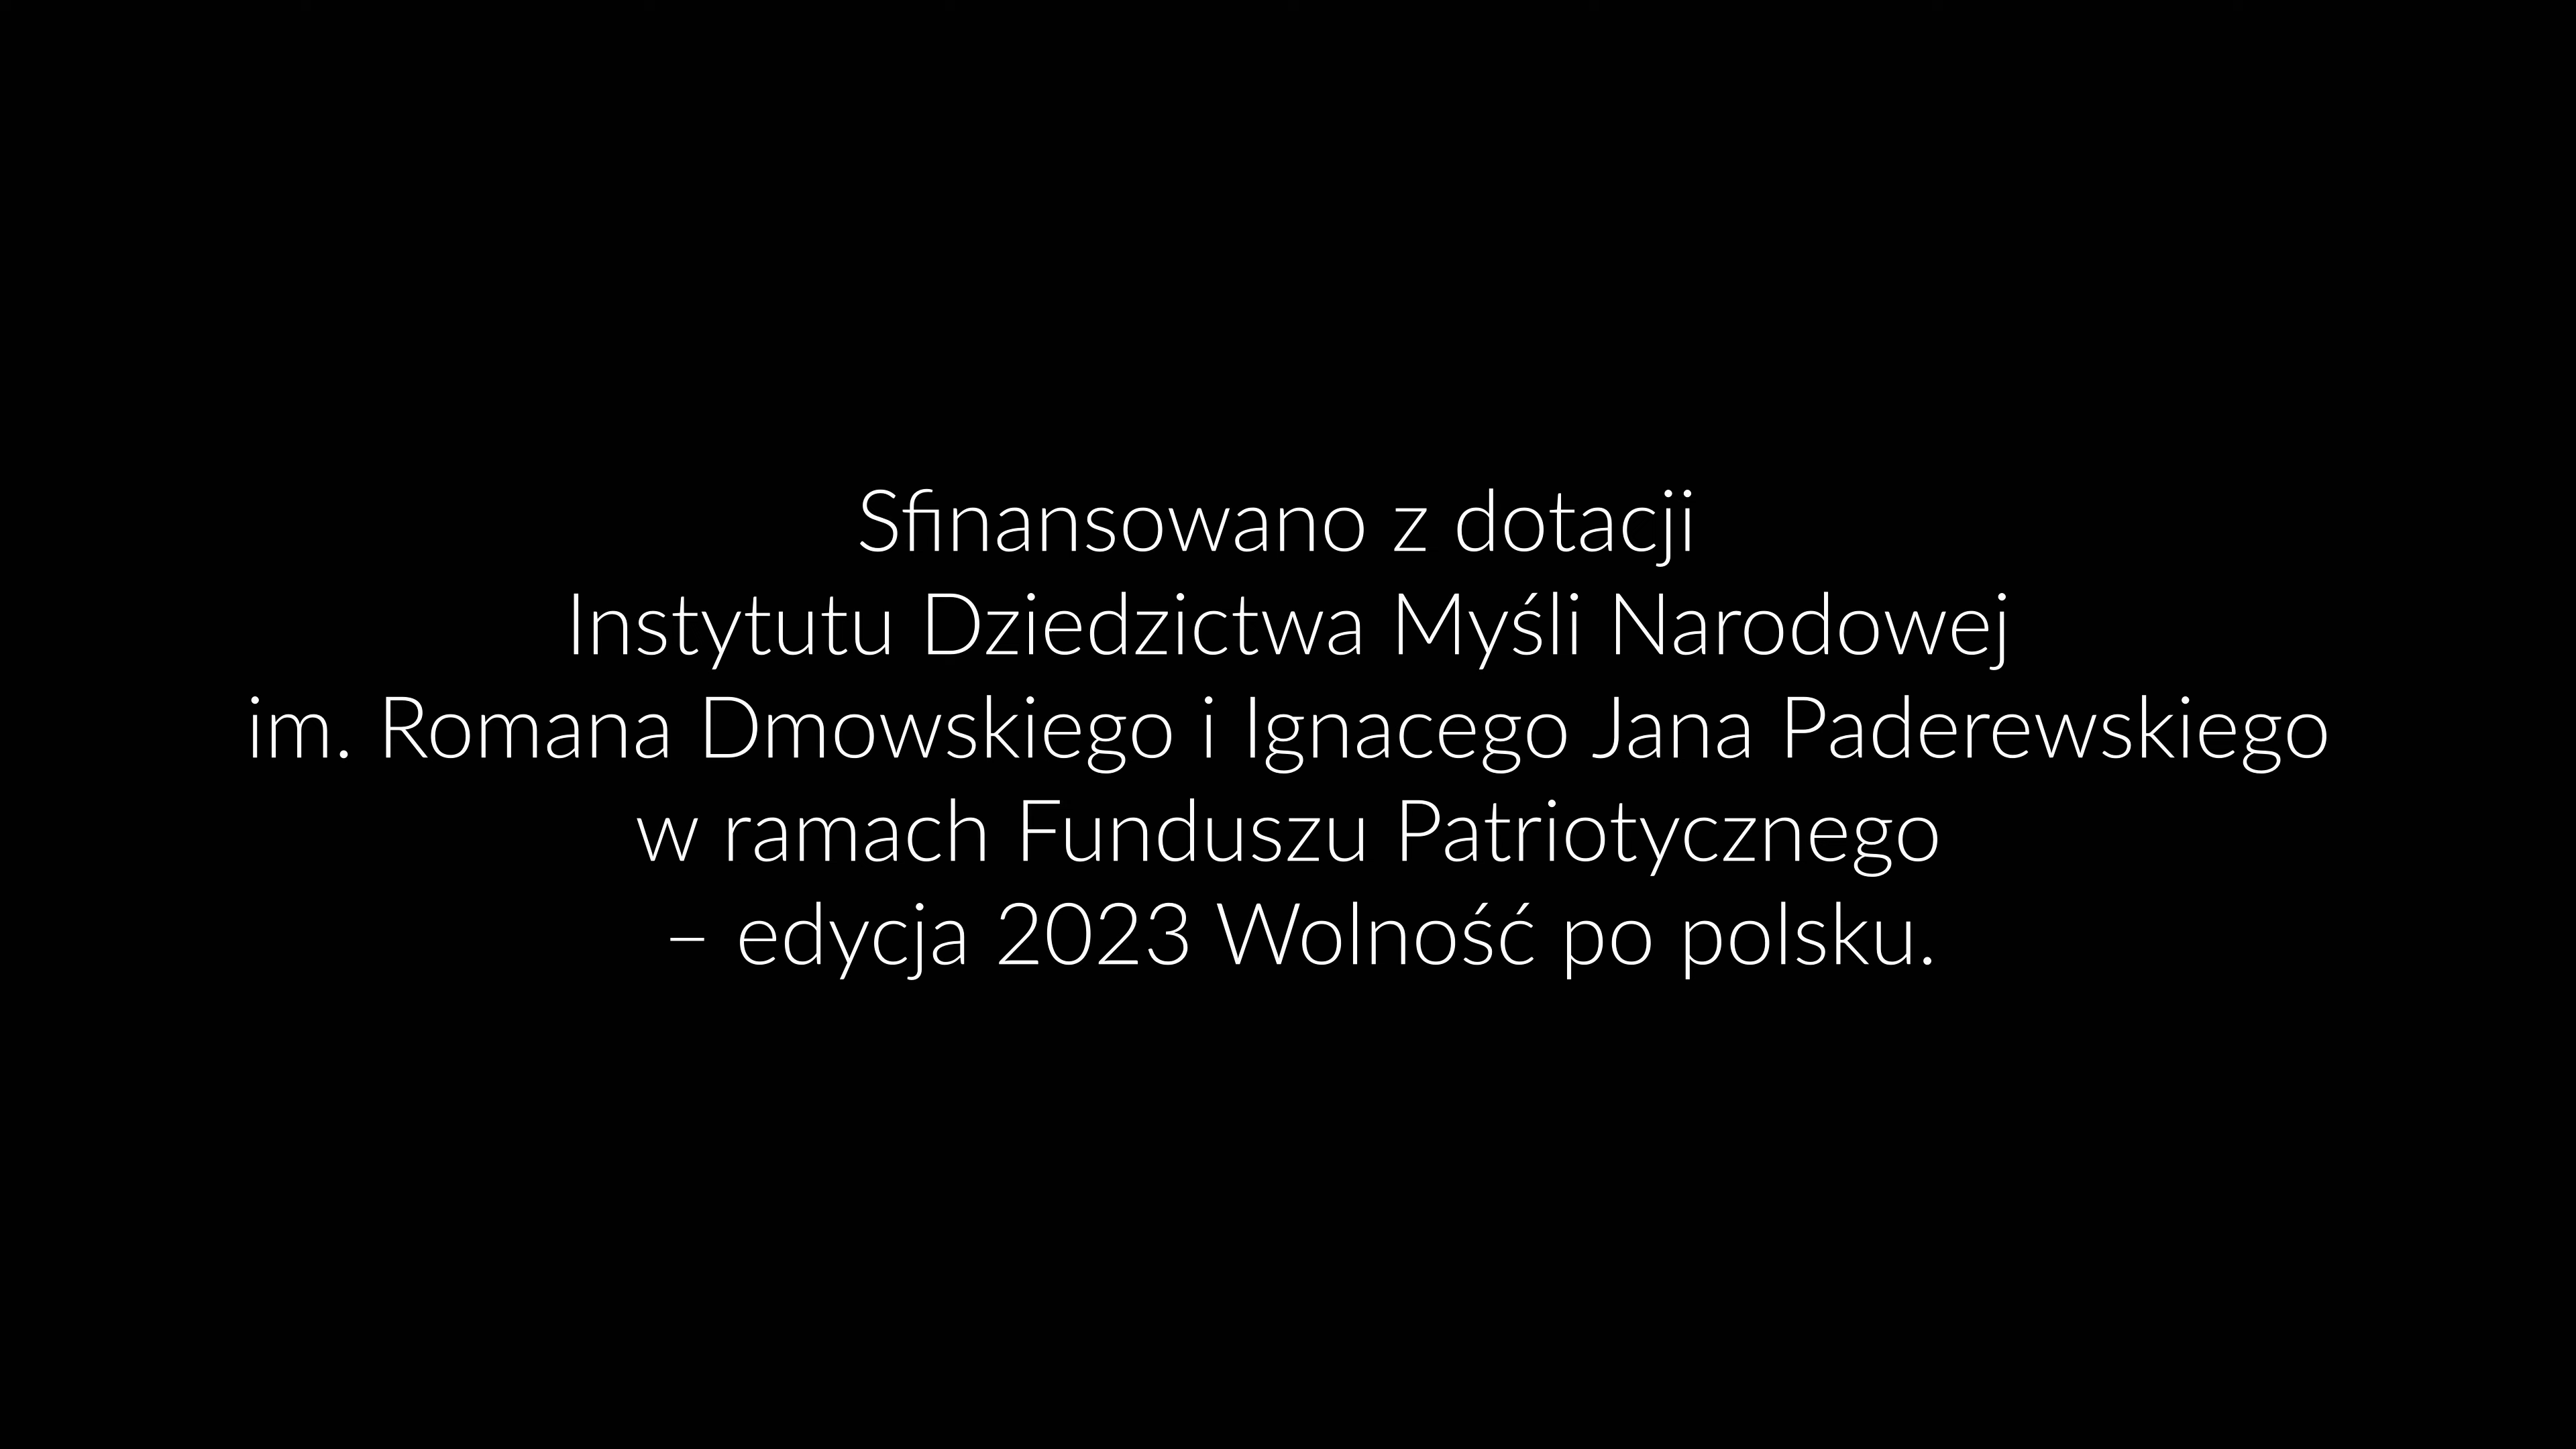 Sfinansowano z dotacji
Instytutu Dziedzictwa Myśli Narodowej
im. Romana Dmowskiego i Ignacego Jana Paderewskiego
w ramach Funduszu Patriotycznego
– edycja 2023 Wolność po polsku.